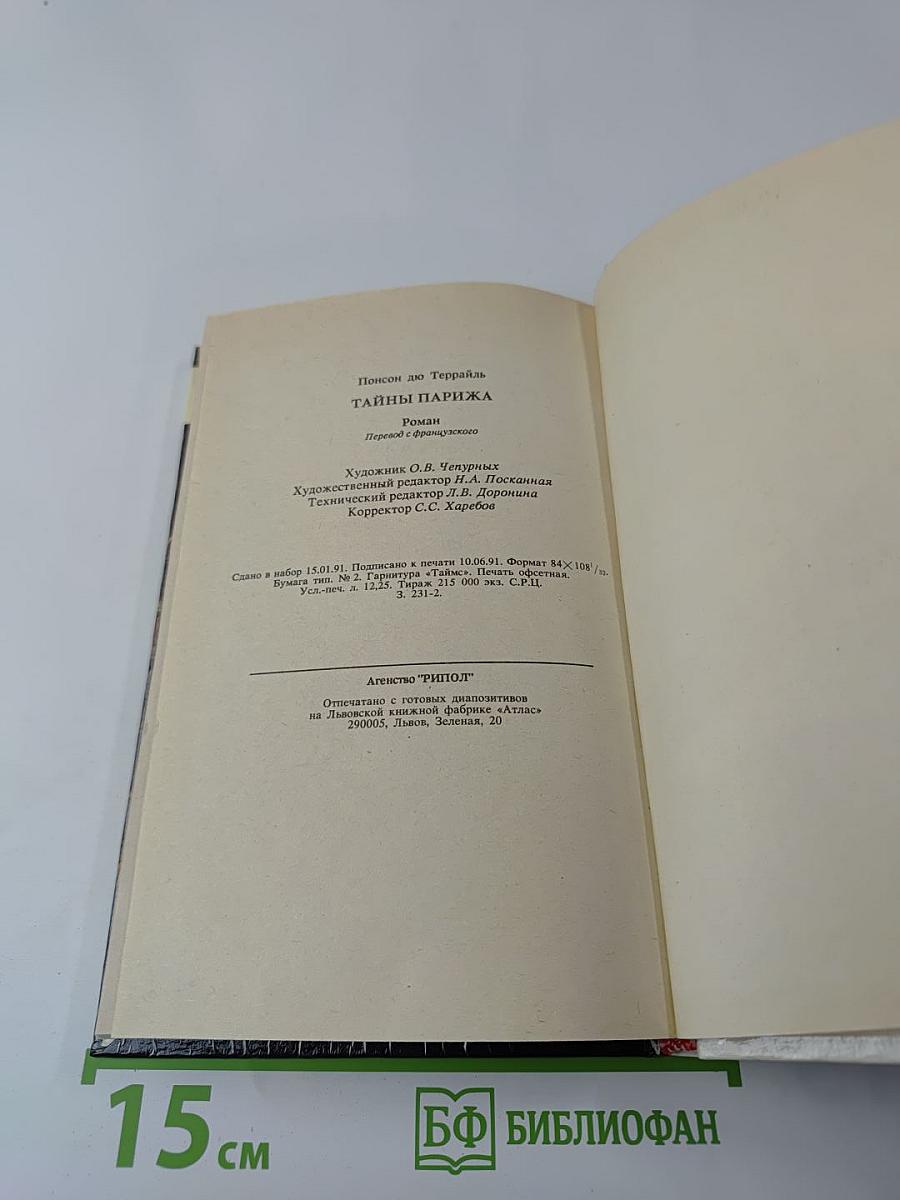 Понсон дю Террайль
ТАЙНЫ ПАРИЖА
Роман
Перевод с французского
Художник О.В. Чепурных
Художественный редактор Н.А. Посканная
Технический редактор Л.В. Доронина
Корректор С.С. Харебов
Сдано в набор 15.01.91. Подписано к печати 10.06.91. Формат 84×108¹/₃₂.
Бумага тип. № 2. Гарнитура «Таймс». Печать офсетная.
Усл.-печ. л. 12,25. Тираж 215 000 экз. С.Р.Ц.
З. 231-2.
Агенство "РИПОЛ"
Отпечатано с готовых диапозитивов
на Львовской книжной фабрике «Атлас»
290005, Львов, Зеленая, 20
15 см
БФ БИБЛИОФАН